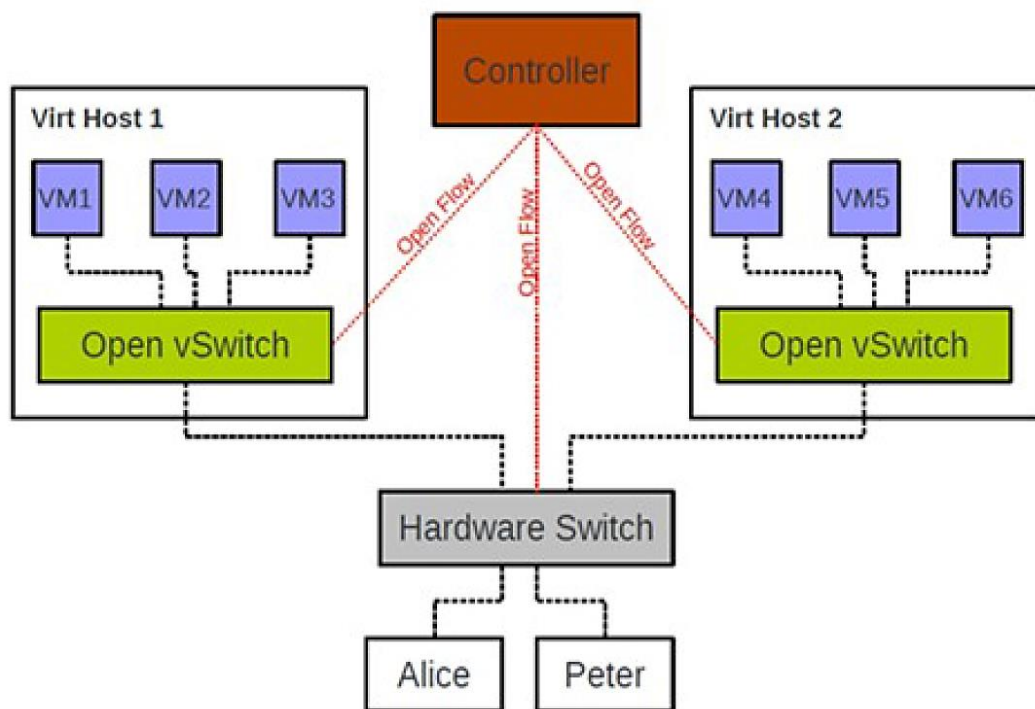 Controller
Virt Host 1
VM1
VM2
VM3
Open vSwitch
Open Flow
Open Flow
Open Flow
Virt Host 2
VM4
VM5
VM6
Open vSwitch
Hardware Switch
Alice
Peter